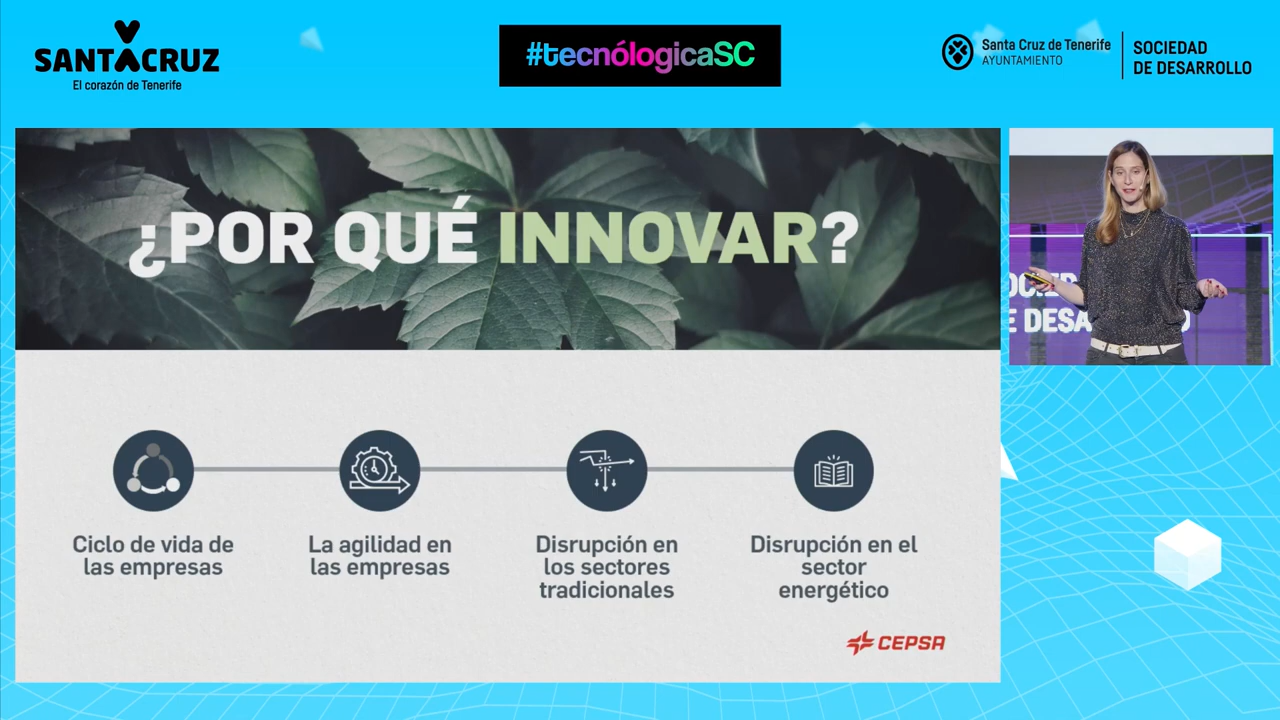 SANTACRUZ
El corazón de Tenerife
#tecnólogicaSC
Santa Cruz de Tenerife
AYUNTAMIENTO
SOCIEDAD
DE DESARROLLO
¿POR QUÉ INNOVAR?
Ciclo de vida de
las empresas
La agilidad en
las empresas
Disrupción en
los sectores
tradicionales
Disrupción en el
sector
energético
CEPSA